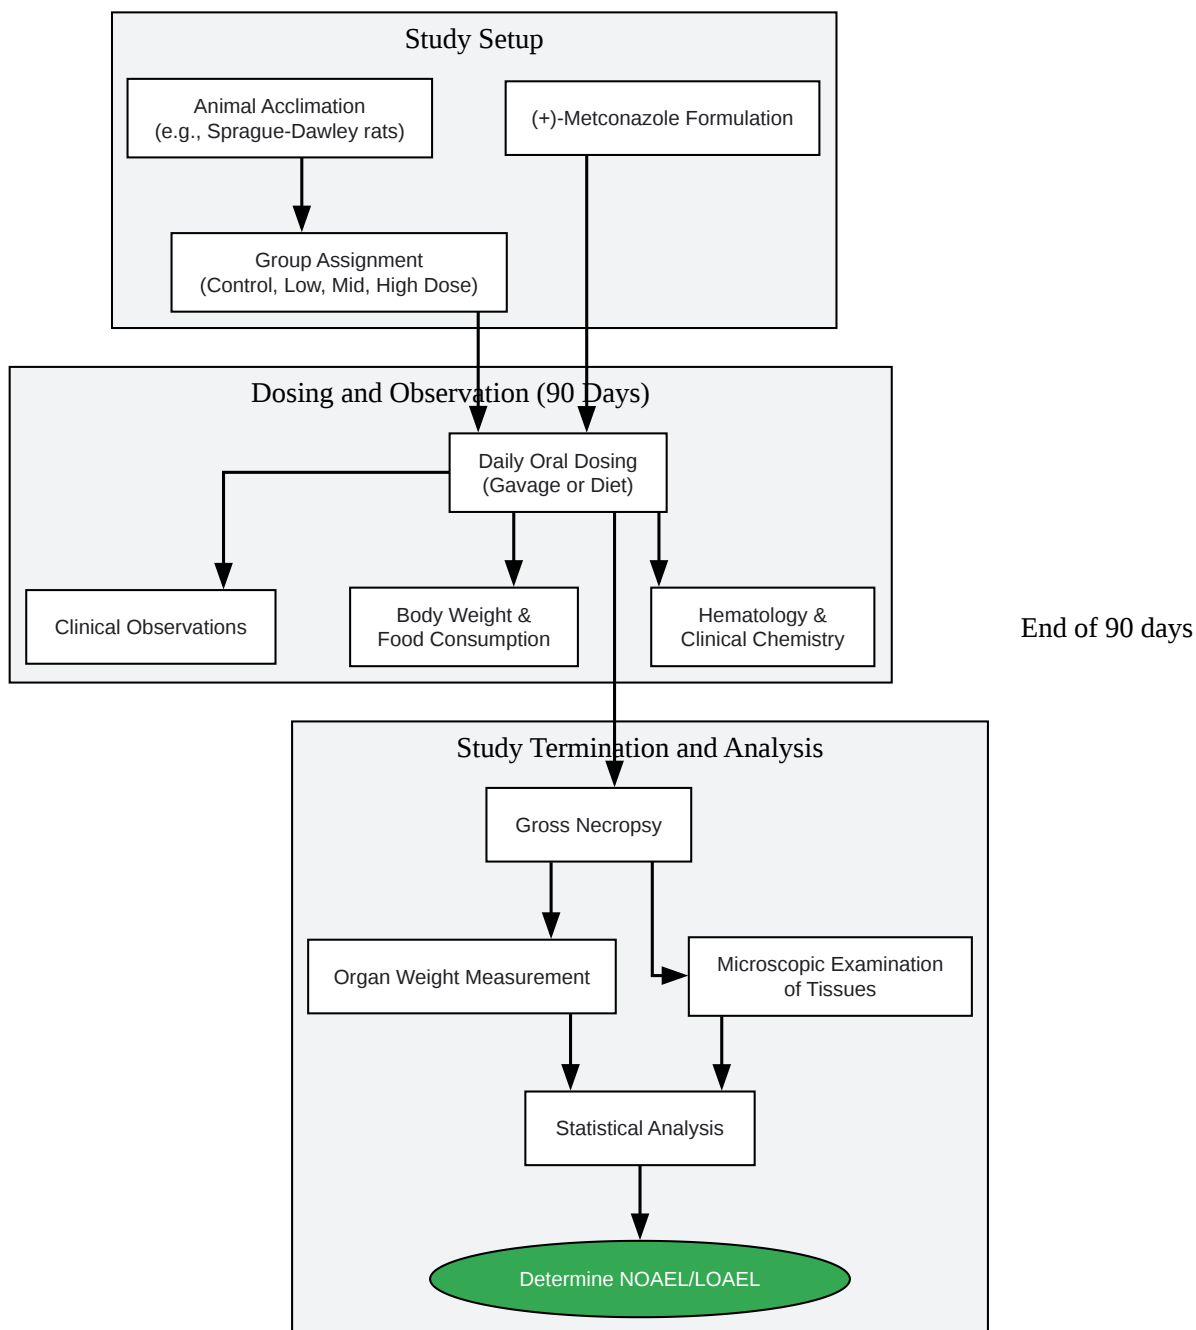 Study Setup
Animal Acclimation
(e.g., Sprague-Dawley rats)
(+)-Metconazole Formulation
Group Assignment
(Control, Low, Mid, High Dose)
Dosing and Observation (90 Days)
Daily Oral Dosing
(Gavage or Diet)
Clinical Observations
Body Weight &
Food Consumption
Hematology &
Clinical Chemistry
End of 90 days
Study Termination and Analysis
Gross Necropsy
Organ Weight Measurement
Microscopic Examination
of Tissues
Statistical Analysis
Determine NOAEL/LOAEL